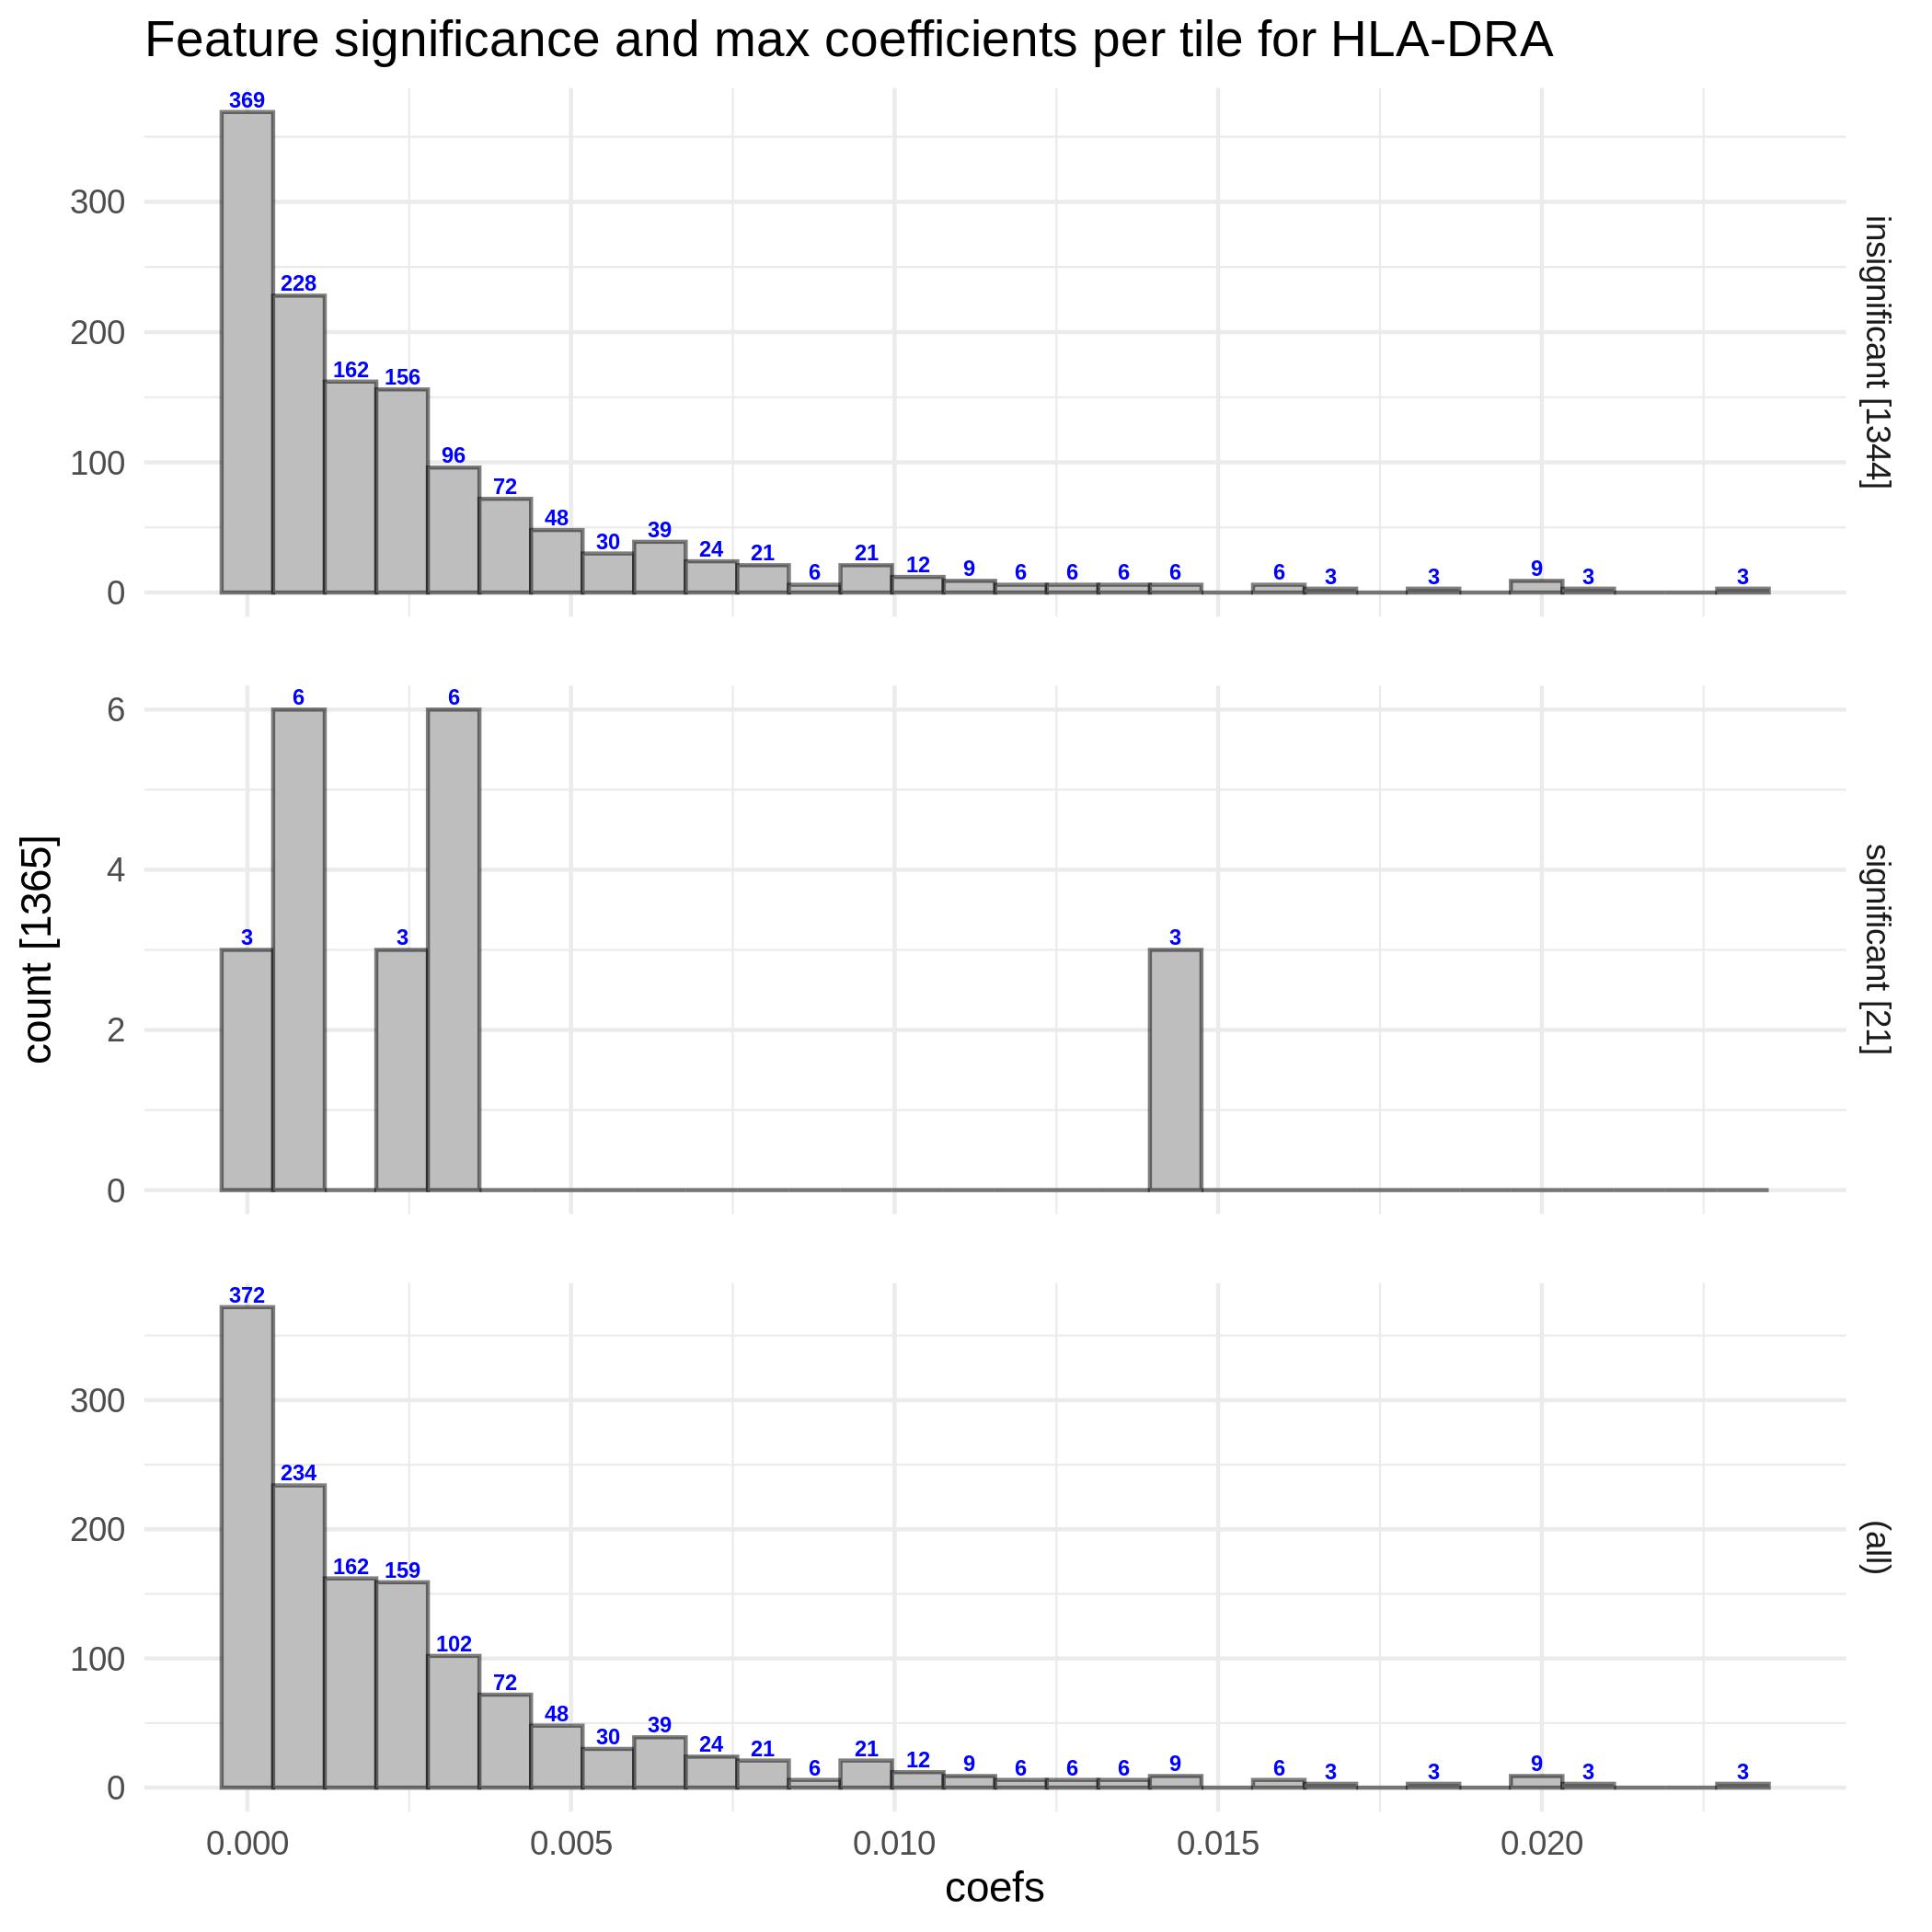 Feature significance and max coefficients per tile for HLA-DRA
369
228
162 156
96
72
48
30 39 24 21 6 21 12 9 6 6 6 6 6 3 3 9 3 3
300
200
100
0
insignificant [1344]
6 6
3 3 3
6
4
2
0
significant [21]
count [1365]
372
234
162 159
102
72
48
30 39 24 21 6 21 12 9 6 6 6 9 6 3 3 9 3 3
300
200
100
0
(all)
0.000 0.005 0.010 0.015 0.020
coefs